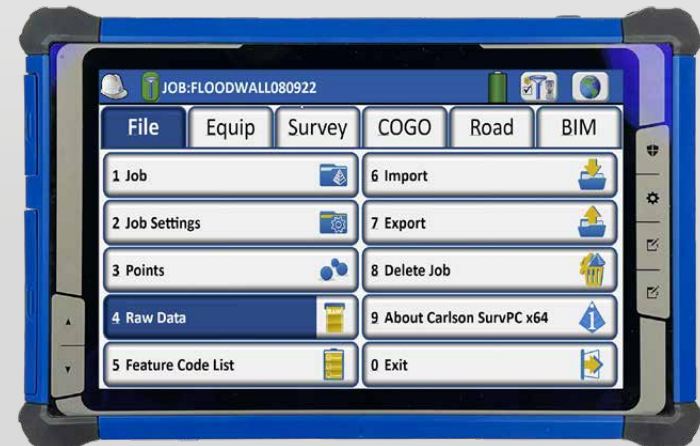 JOB:FLOODWALL080922
File Equip Survey COGO Road BIM
1 Job
6 Import
2 Job Settings
7 Export
3 Points
8 Delete Job
4 Raw Data
9 About Carlson SurvPC x64
5 Feature Code List
0 Exit